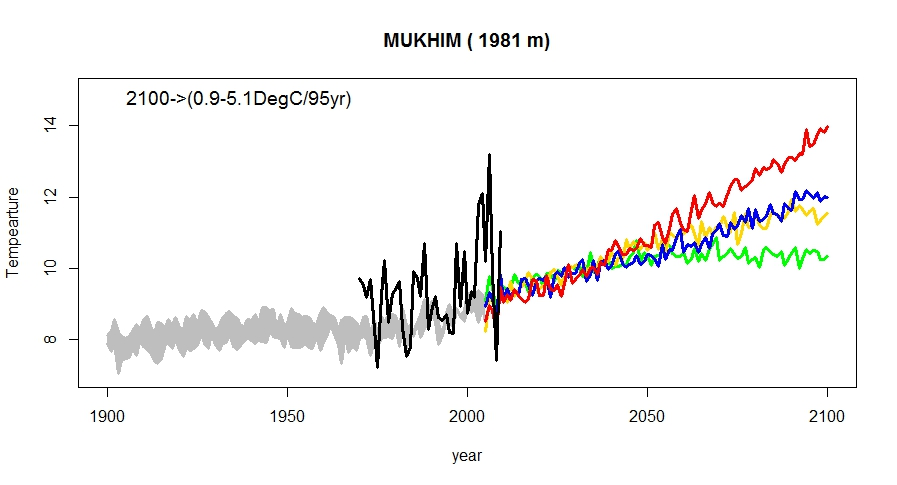 MUKHIM ( 1981 m)
2100->(0.9-5.1DegC/95yr)
Tempearture
14
12
10
8
1900 1950 2000 2050 2100
year